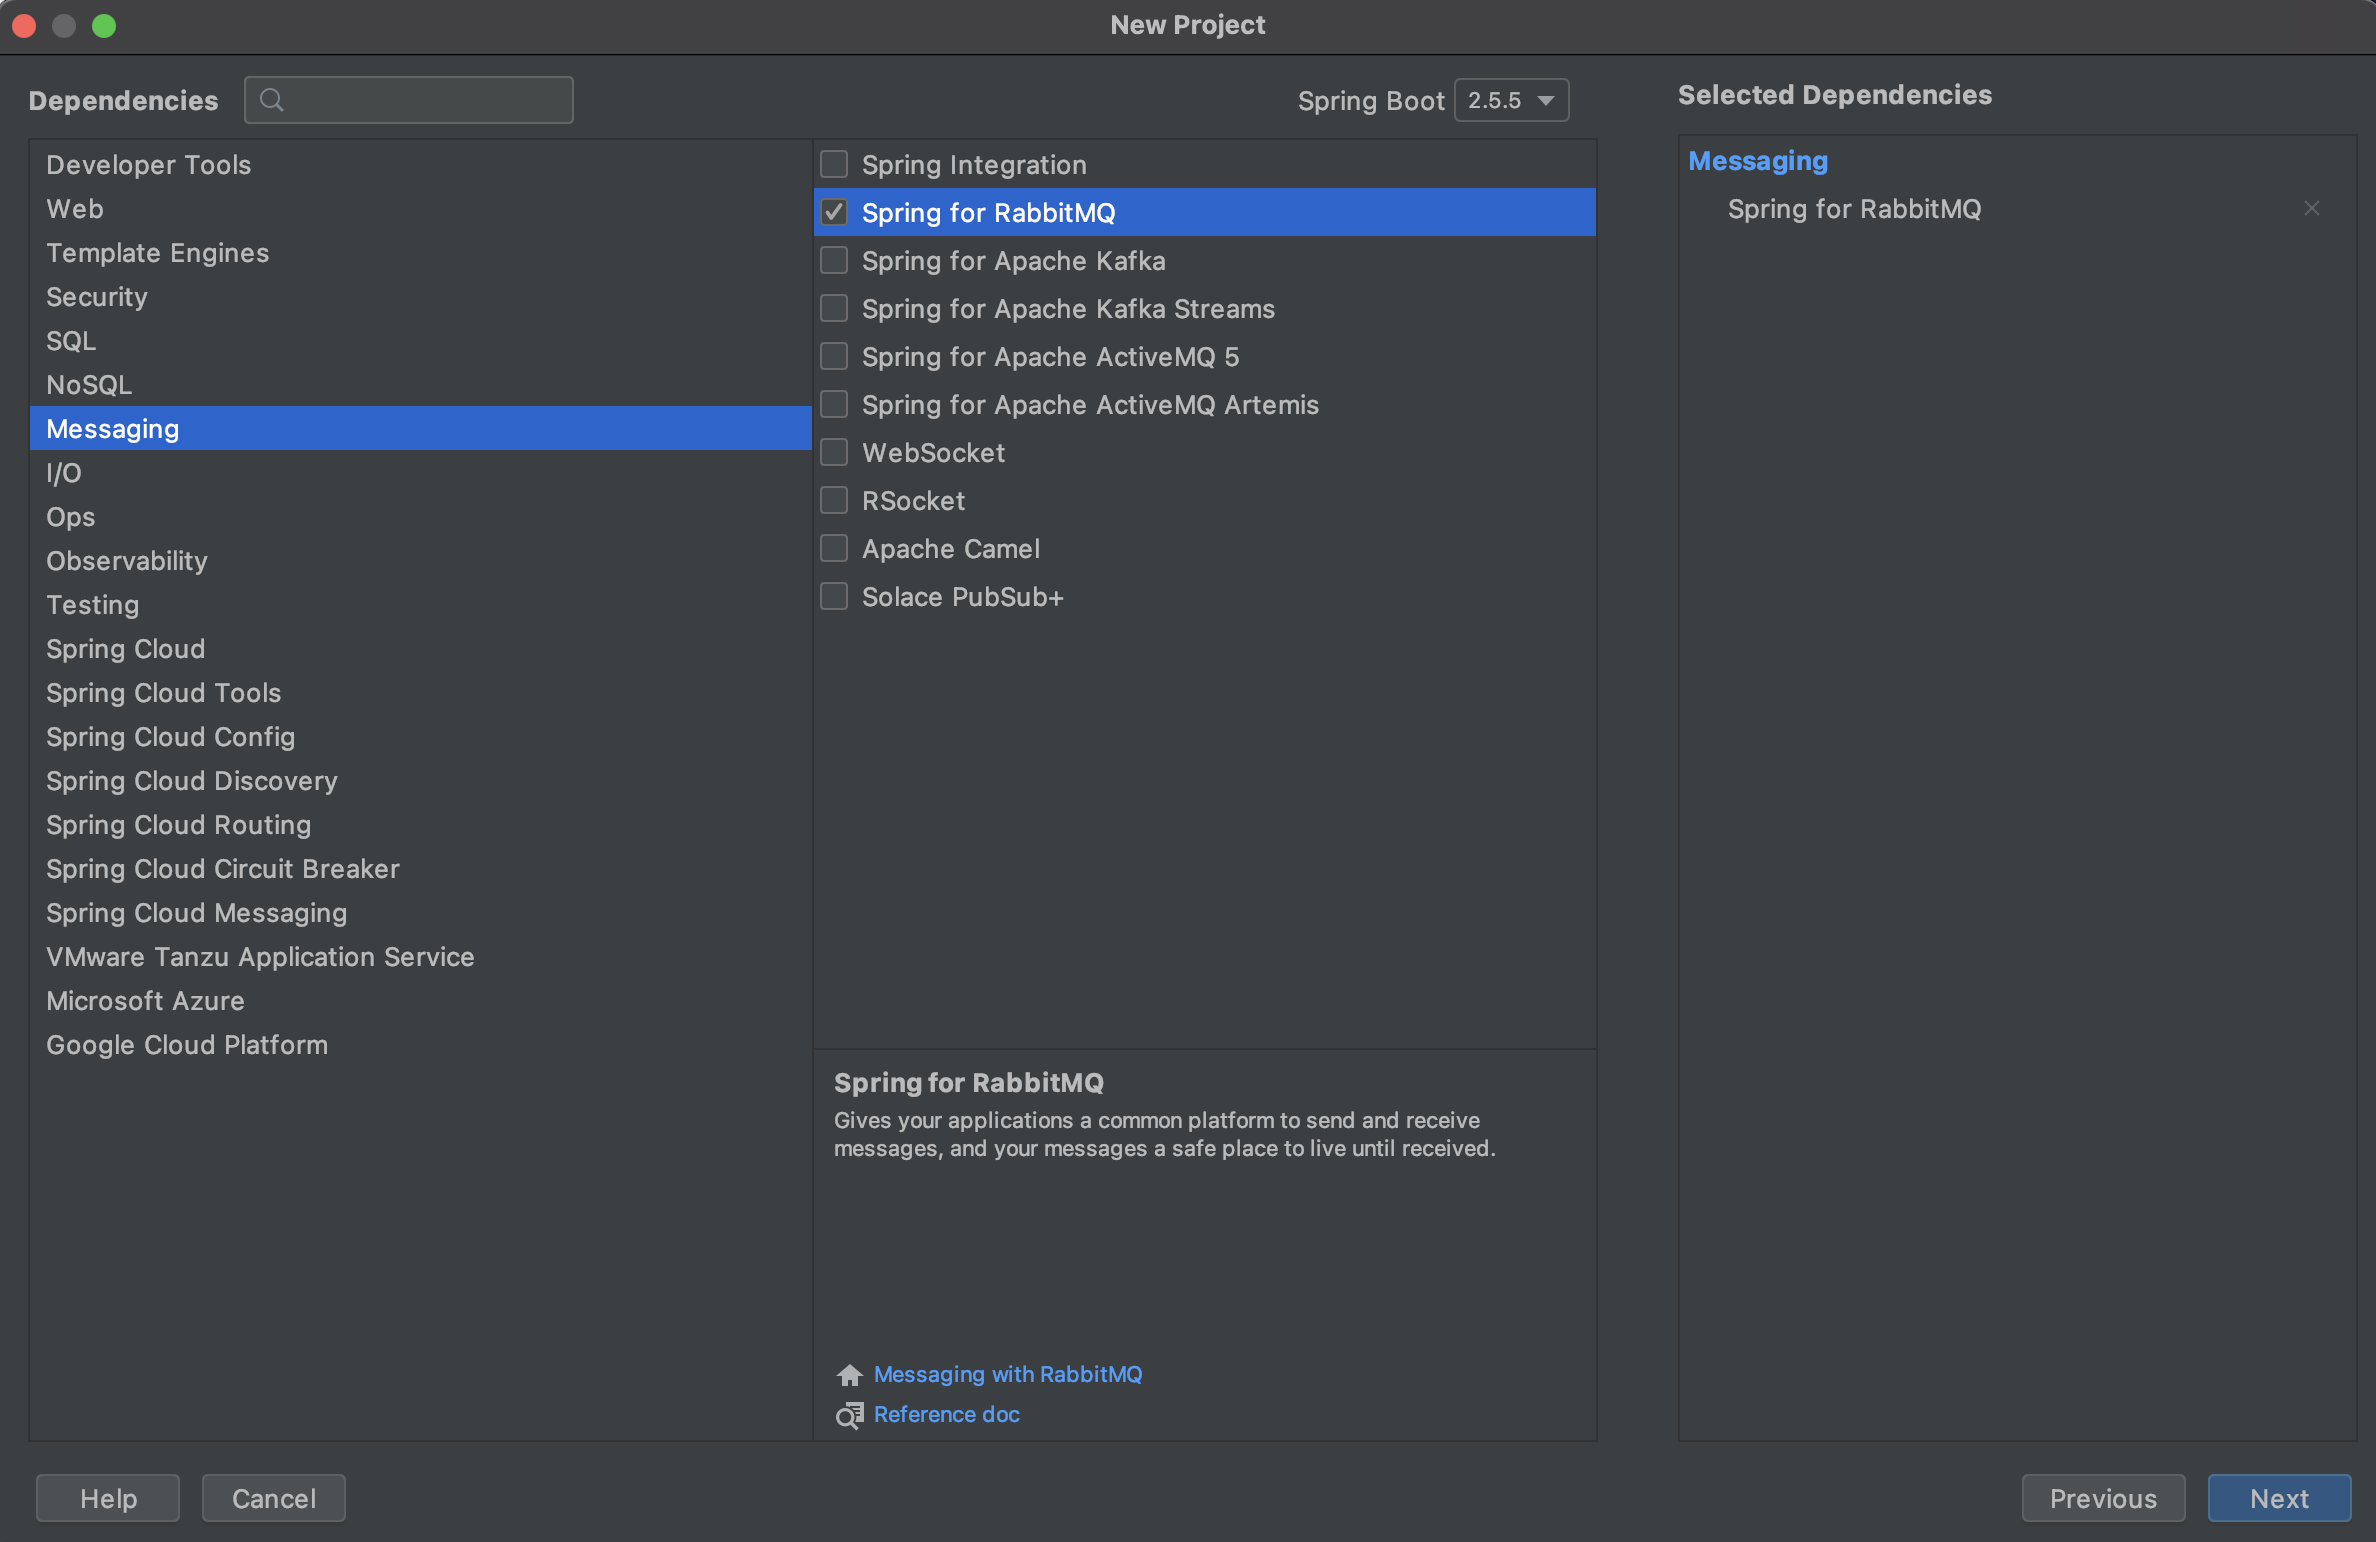 New Project
Dependencies
Spring Boot 2.5.5
Selected Dependencies
Developer Tools
Web
Template Engines
Security
SQL
NoSQL
Messaging
I/O
Ops
Observability
Testing
Spring Cloud
Spring Cloud Tools
Spring Cloud Config
Spring Cloud Discovery
Spring Cloud Routing
Spring Cloud Circuit Breaker
Spring Cloud Messaging
VMware Tanzu Application Service
Microsoft Azure
Google Cloud Platform
Spring Integration
Spring for RabbitMQ
Spring for Apache Kafka
Spring for Apache Kafka Streams
Spring for Apache ActiveMQ 5
Spring for Apache ActiveMQ Artemis
WebSocket
RSocket
Apache Camel
Solace PubSub+
Spring for RabbitMQ
Gives your applications a common platform to send and receive
messages, and your messages a safe place to live until received.
Messaging with RabbitMQ
Reference doc
Messaging
Spring for RabbitMQ
Help
Cancel
Previous
Next